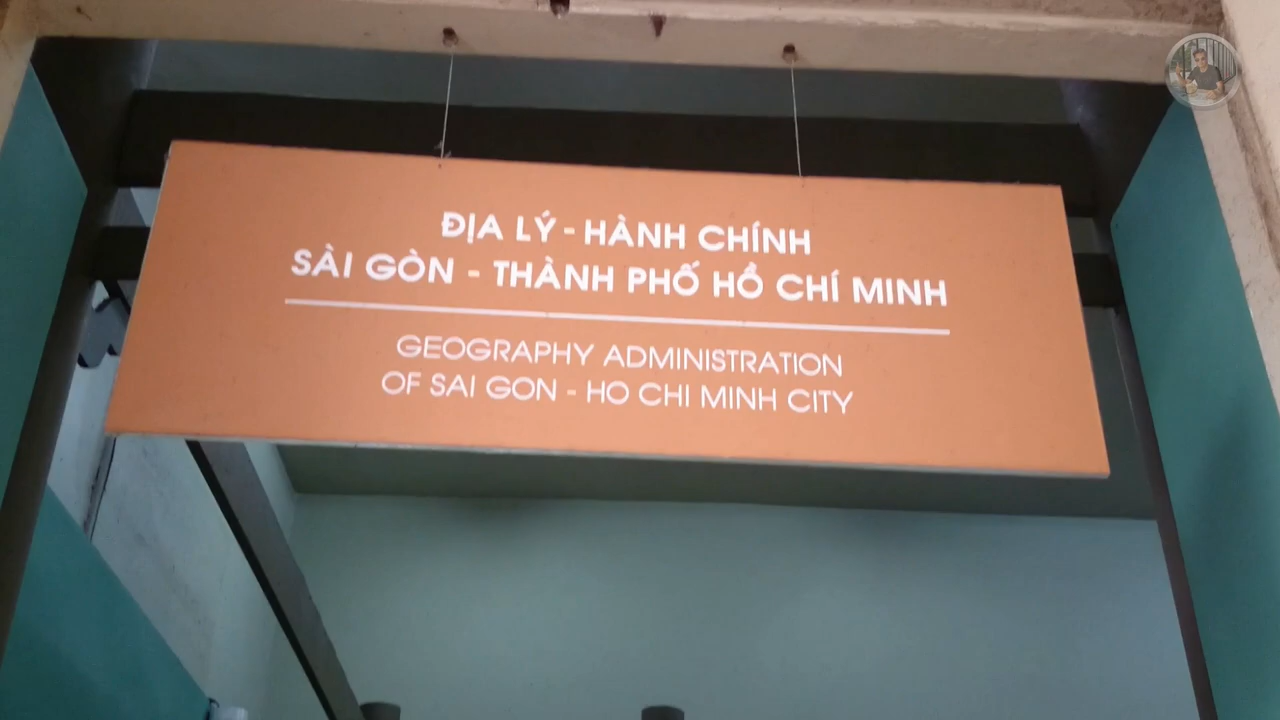 ĐỊA LÝ - HÀNH CHÍNH
SÀI GÒN - THÀNH PHỐ HỒ CHÍ MINH
GEOGRAPHY ADMINISTRATION
OF SAI GON - HO CHI MINH CITY